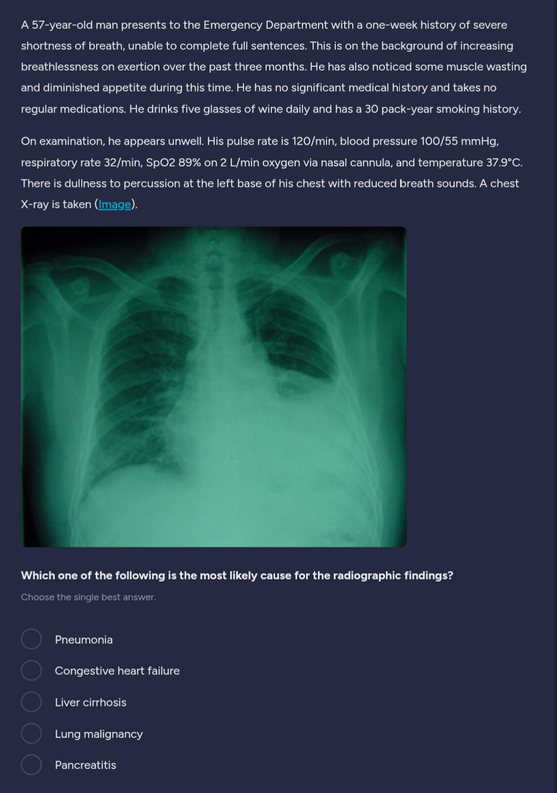 A 57-year-old man presents to the Emergency Department with a one-week history of severe
shortness of breath, unable to complete full sentences. This is on the background of increasing
breathlessness on exertion over the past three months. He has also noticed some muscle wasting
and diminished appetite during this time. He has no significant medical history and takes no
regular medications. He drinks five glasses of wine daily and has a 30 pack-year smoking history.
On examination, he appears unwell. His pulse rate is 120/min, blood pressure 100/55 mmHg,
respiratory rate 32/min, SpO2 89% on 2 L/min oxygen via nasal cannula, and temperature 37.9°C.
There is dullness to percussion at the left base of his chest with reduced breath sounds. A chest
X-ray is taken (Image).
Which one of the following is the most likely cause for the radiographic findings?
Choose the single best answer.
Pneumonia
Congestive heart failure
Liver cirrhosis
Lung malignancy
Pancreatitis